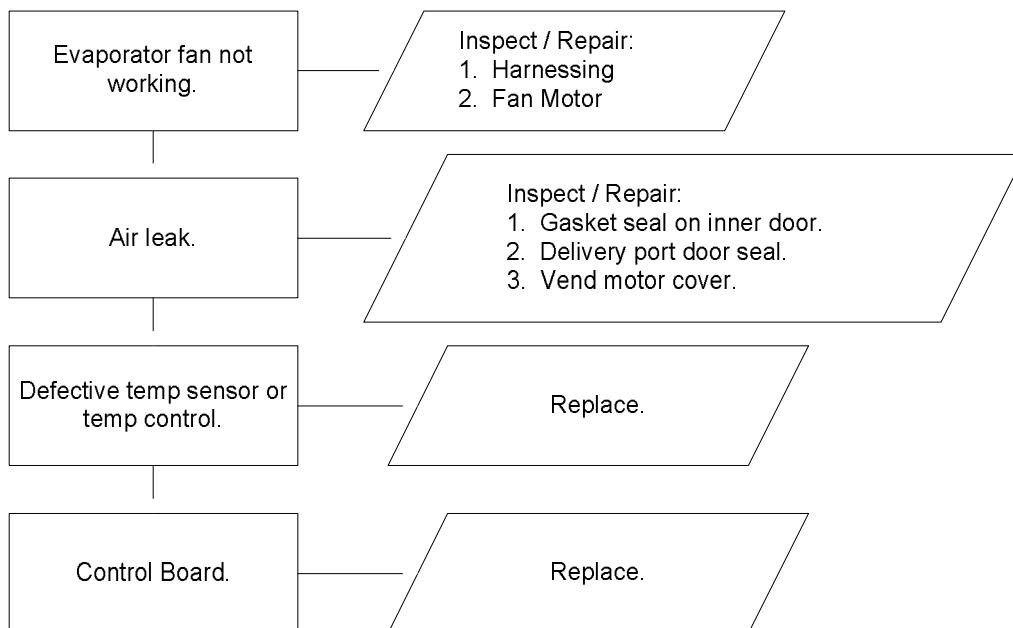 Evaporator fan not
working.
Inspect / Repair:
1. Harnessing
2. Fan Motor
Air leak.
Inspect / Repair:
1. Gasket seal on inner door.
2. Delivery port door seal.
3. Vend motor cover.
Defective temp sensor or
temp control.
Replace.
Control Board.
Replace.